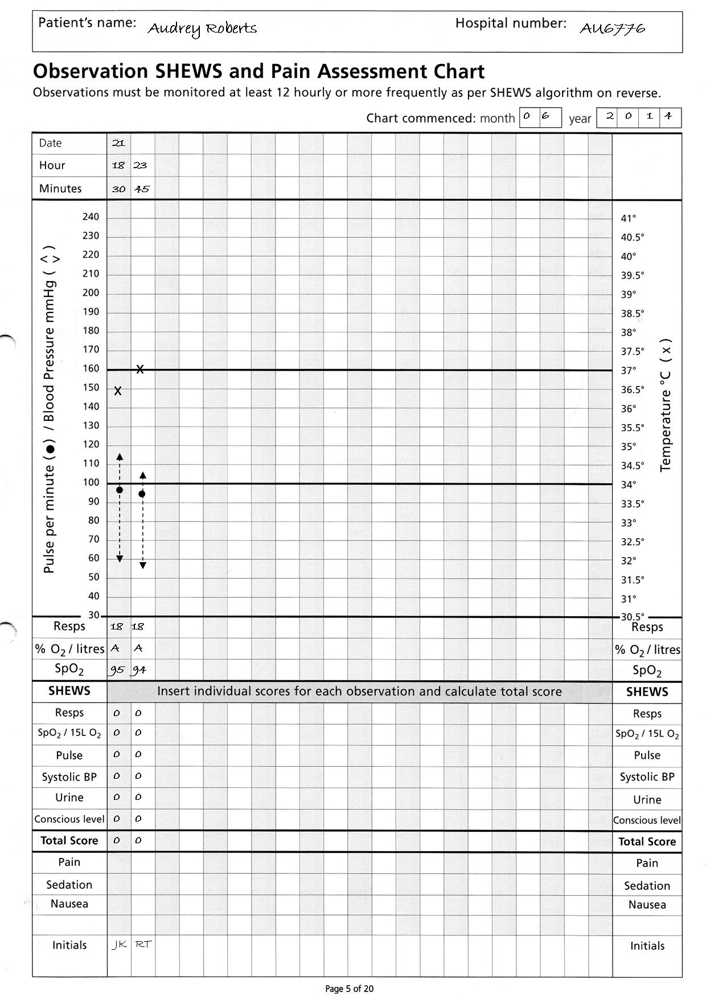 Patient's name: Audrey Roberts Hospital number: AU6776
Observation SHEWS and Pain Assessment Chart
Observations must be monitored at least 12 hourly or more frequently as per SHEWS algorithm on reverse.
Chart commenced: month 0 6 year 2 0 1 4
Date 21
Hour 18 23
Minutes 30 45
Pulse per minute (●) / Blood Pressure mmHg ( < > )
Temperature °C ( x )
240 41°
230 40.5°
220 40°
210 39.5°
200 39°
190 38.5°
180 38°
170 37.5°
160 X 37°
150 X 36.5°
140 36°
130 35.5°
120 35°
110 34.5°
100 34°
90 33.5°
80 33°
70 32.5°
60 32°
50 31.5°
40 31°
30 30.5°
Resps 18 18 Resps
% O₂ / litres A A % O₂ / litres
SpO₂ 95 94 SpO₂
SHEWS Insert individual scores for each observation and calculate total score SHEWS
Resps 0 0 Resps
SpO₂ / 15L O₂ 0 0 SpO₂ / 15L O₂
Pulse 0 0 Pulse
Systolic BP 0 0 Systolic BP
Urine 0 0 Urine
Conscious level 0 0 Conscious level
Total Score 0 0 Total Score
Pain Pain
Sedation Sedation
Nausea Nausea
Initials JK RT Initials
Page 5 of 20